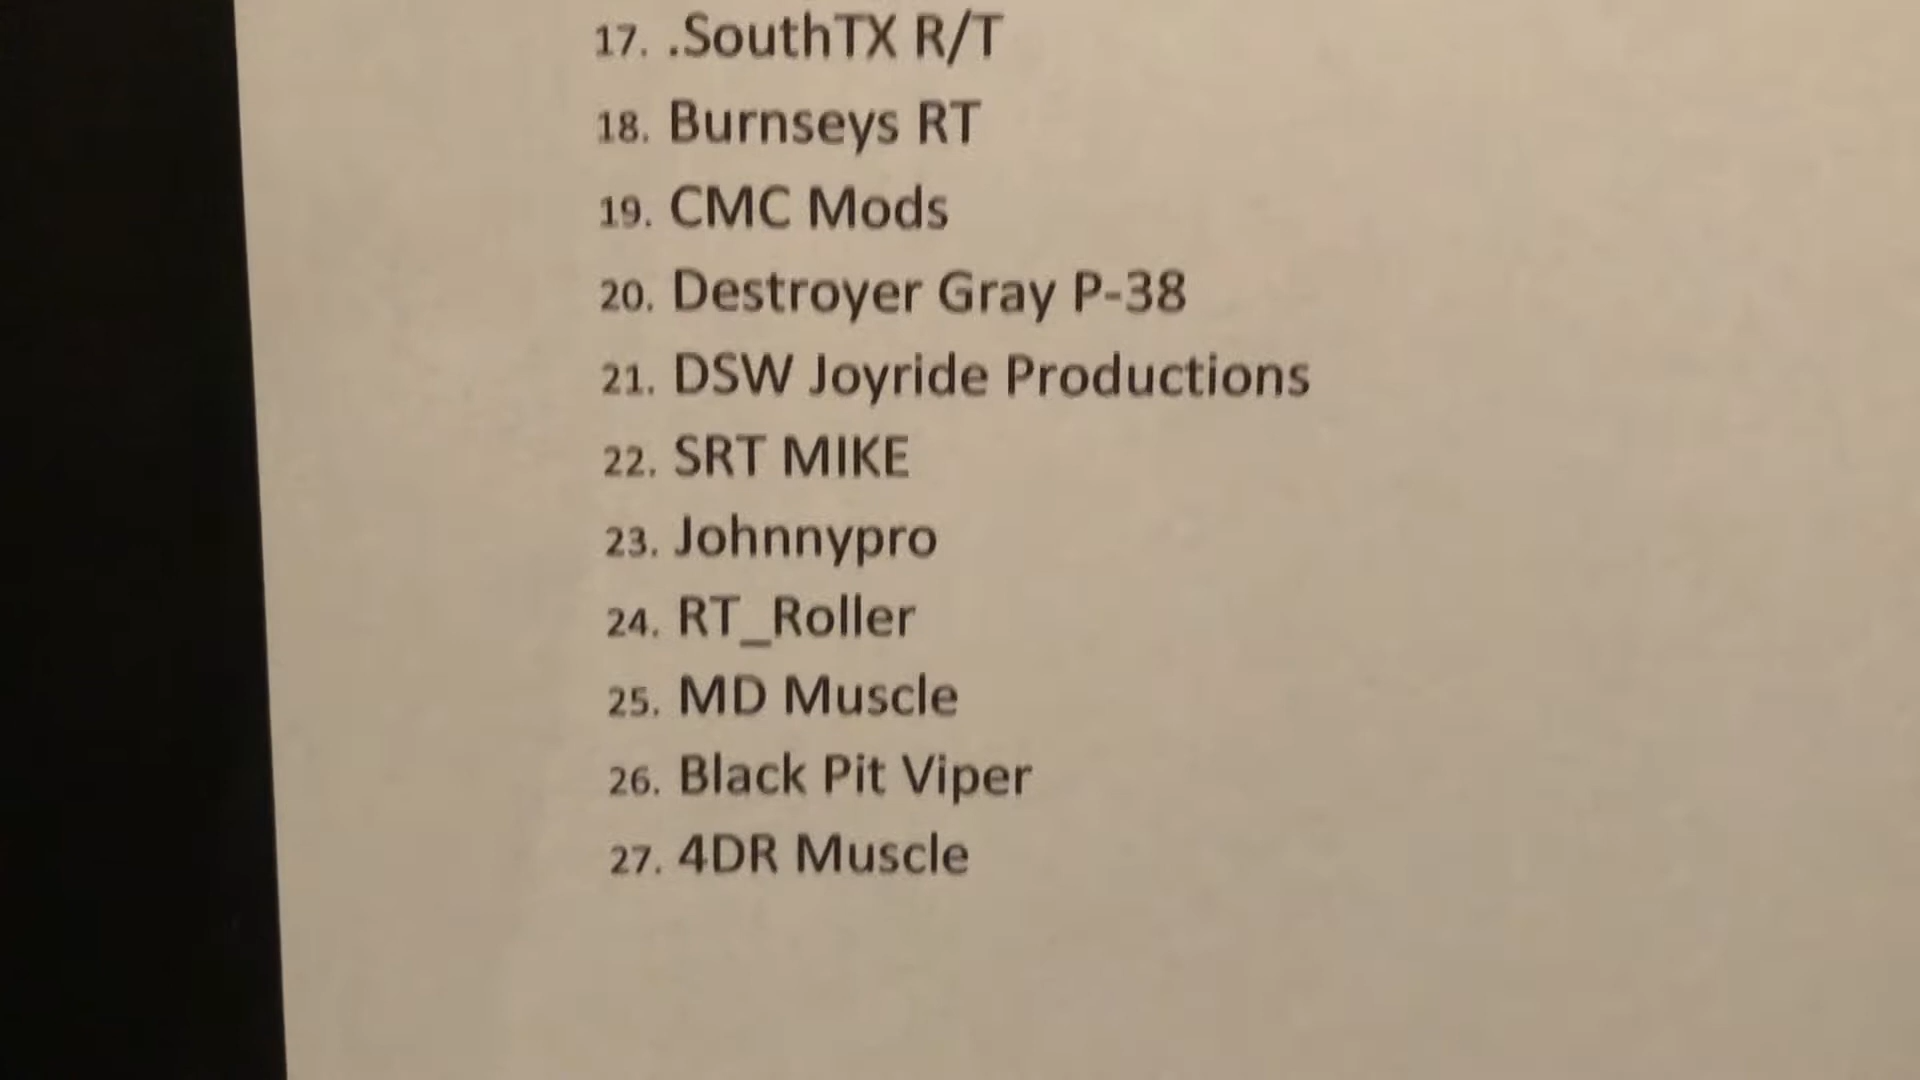 17. .SouthTX R/T
18. Burnseys RT
19. CMC Mods
20. Destroyer Gray P-38
21. DSW Joyride Productions
22. SRT MIKE
23. Johnnypro
24. RT_Roller
25. MD Muscle
26. Black Pit Viper
27. 4DR Muscle